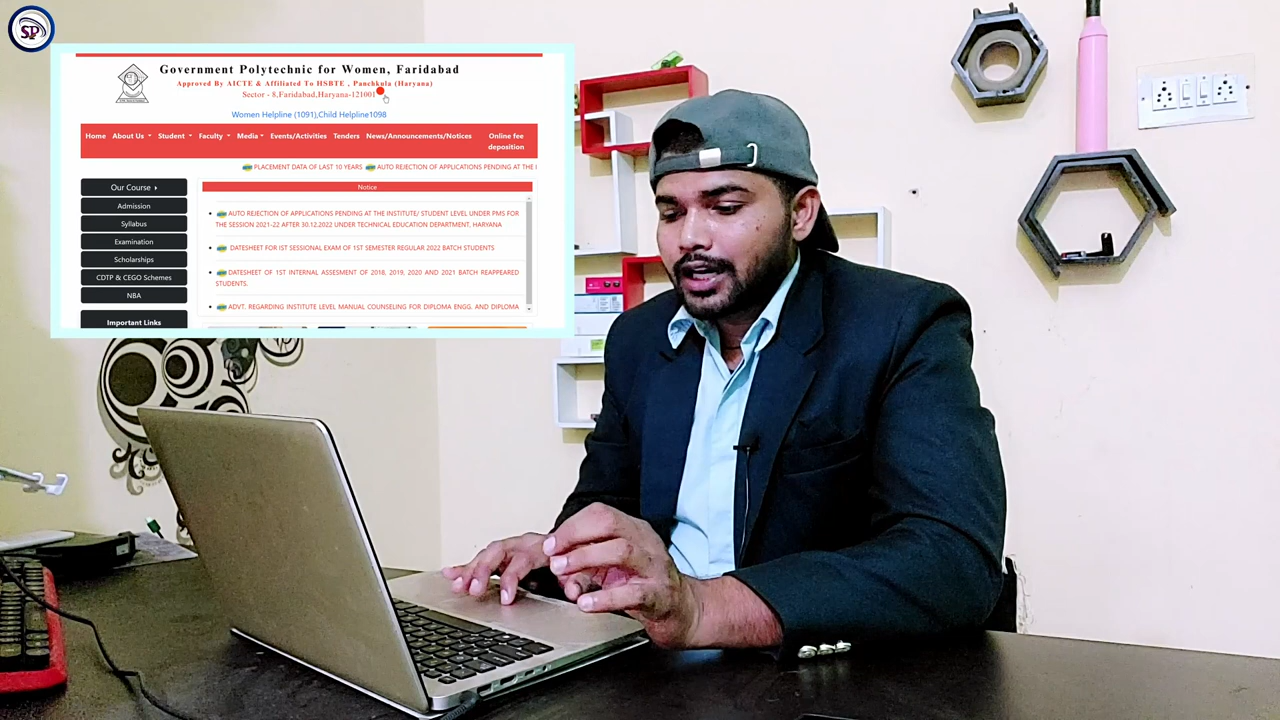 SP
Government Polytechnic for Women, Faridabad
Approved By AICTE & Affiliated To HSBTE , Panchkula (Haryana)
Sector - 8,Faridabad,Haryana-121001
Women Helpline (1091),Child Helpline1098
Home About Us Student Faculty Media Events/Activities Tenders News/Announcements/Notices Online fee
deposition
PLACEMENT DATA OF LAST 10 YEARS AUTO REJECTION OF APPLICATIONS PENDING AT THE
Our Course
Admission
Syllabus
Examination
Scholarships
CDTP & CEGO Schemes
NBA
Important Links
Notice
AUTO REJECTION OF APPLICATIONS PENDING AT THE INSTITUTE/ STUDENT LEVEL UNDER PMS FOR
THE SESSION 2021-22 AFTER 30.12.2022 UNDER TECHNICAL EDUCATION DEPARTMENT, HARYANA
DATESHEET FOR IST SESSIONAL EXAM OF 1ST SEMESTER REGULAR 2022 BATCH STUDENTS
DATESHEET OF 1ST INTERNAL ASSESMENT OF 2018, 2019, 2020 AND 2021 BATCH REAPPEARED
STUDENTS.
ADVT. REGARDING INSTITUTE LEVEL MANUAL COUNSELING FOR DIPLOMA ENGG. AND DIPLOMA